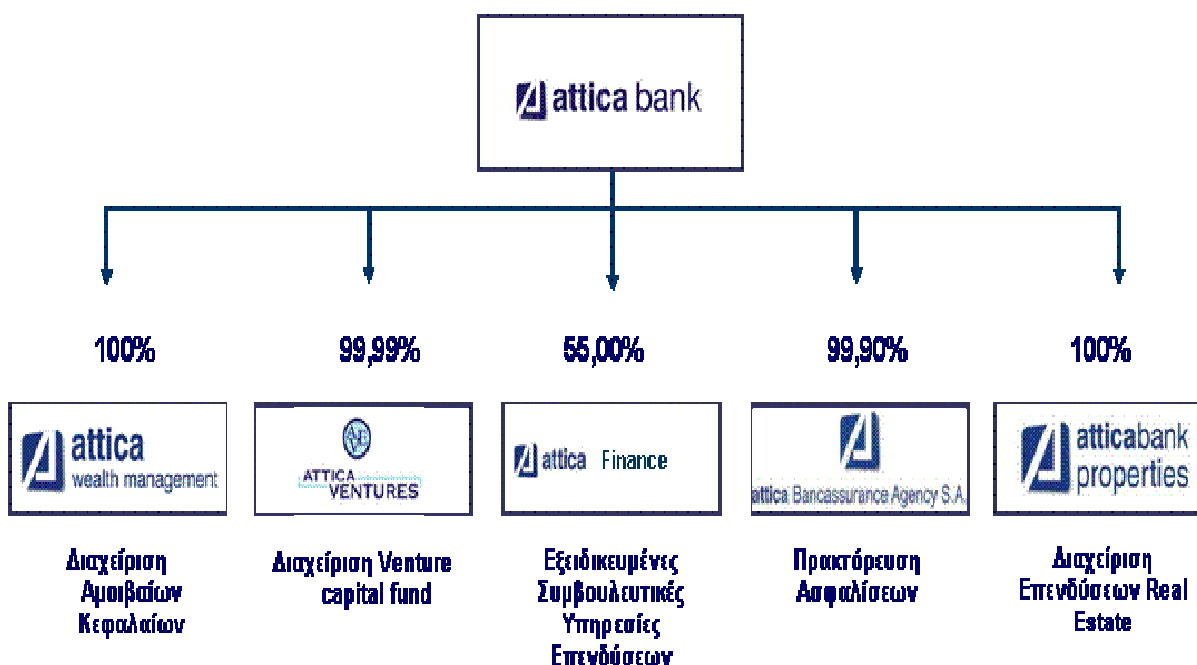 attica bank
100%
99,99%
55,00%
99,90%
100%
attica
wealth management
ATTICA
VENTURES
attica Finance
attica Bancassurance Agency S.A.
atticabank
properties
Διαχείριση
Αμοιβαίων
Κεφαλαίων
Διαχείριση Venture
capital fund
Εξειδικευμένες
Συμβουλευτικές
Υπηρεσίες
Επενδύσεων
Πρακτόρευση
Ασφαλίσεων
Διαχείριση
Επενδύσεων Real
Estate